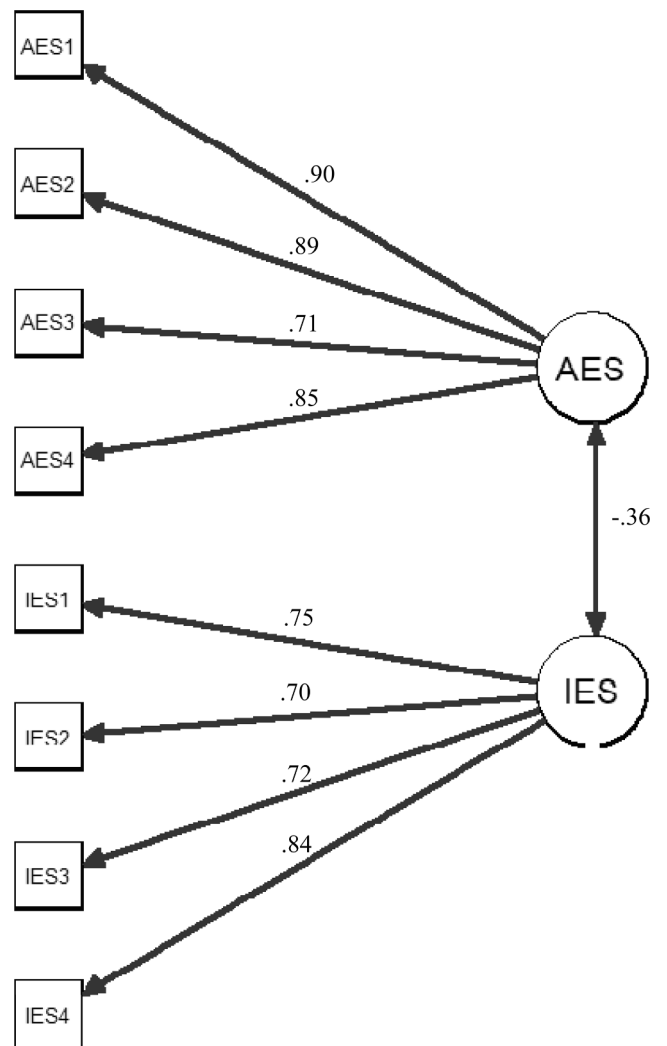 AES1
.90
AES2
.89
AES3
.71
AES
.85
AES4
-.36
IES1
.75
IES
.70
IES2
.72
.84
IES3
IES4